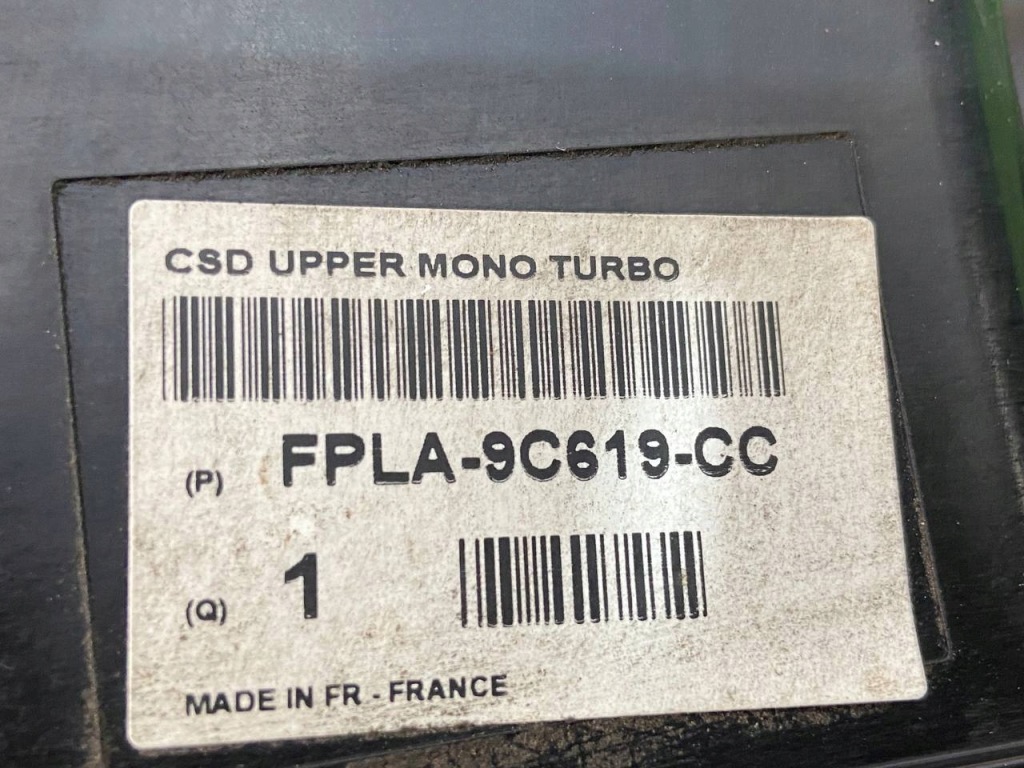 CSD UPPER MONO TURBO
(P) FPLA-9C619-CC
(Q) 1
MADE IN FR - FRANCE